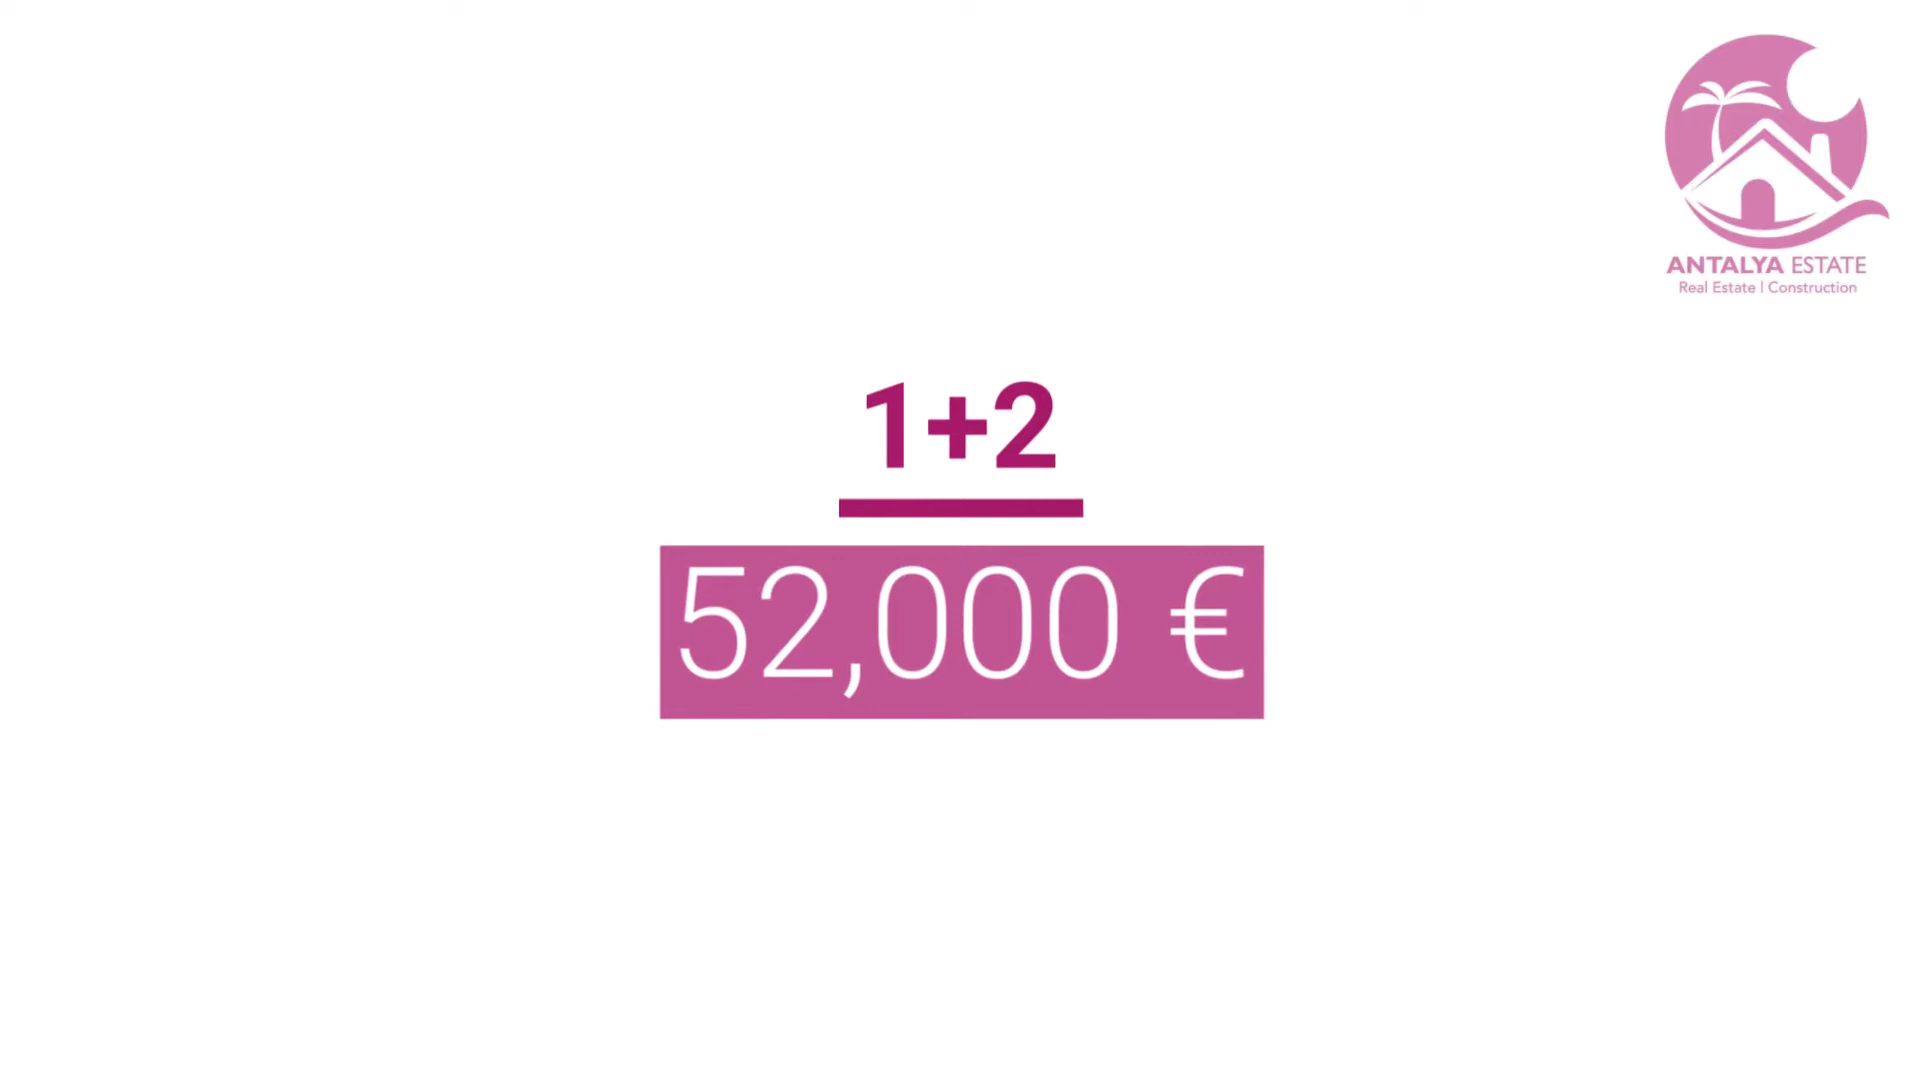 ANTALYA ESTATE
Real Estate | Construction
1+2
52,000 €